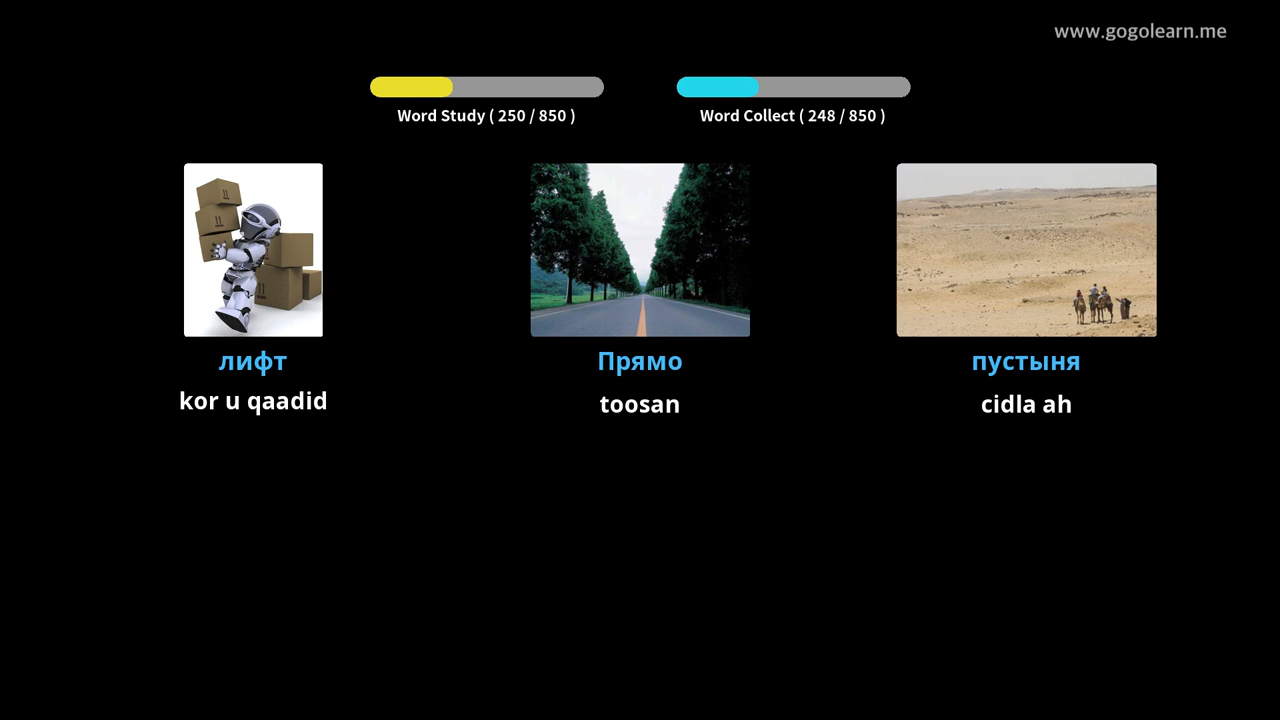 www.gogolearn.me
Word Study ( 250 / 850 )
Word Collect ( 248 / 850 )
лифт
Прямо
пустыня
kor u qaadid
toosan
cidla ah